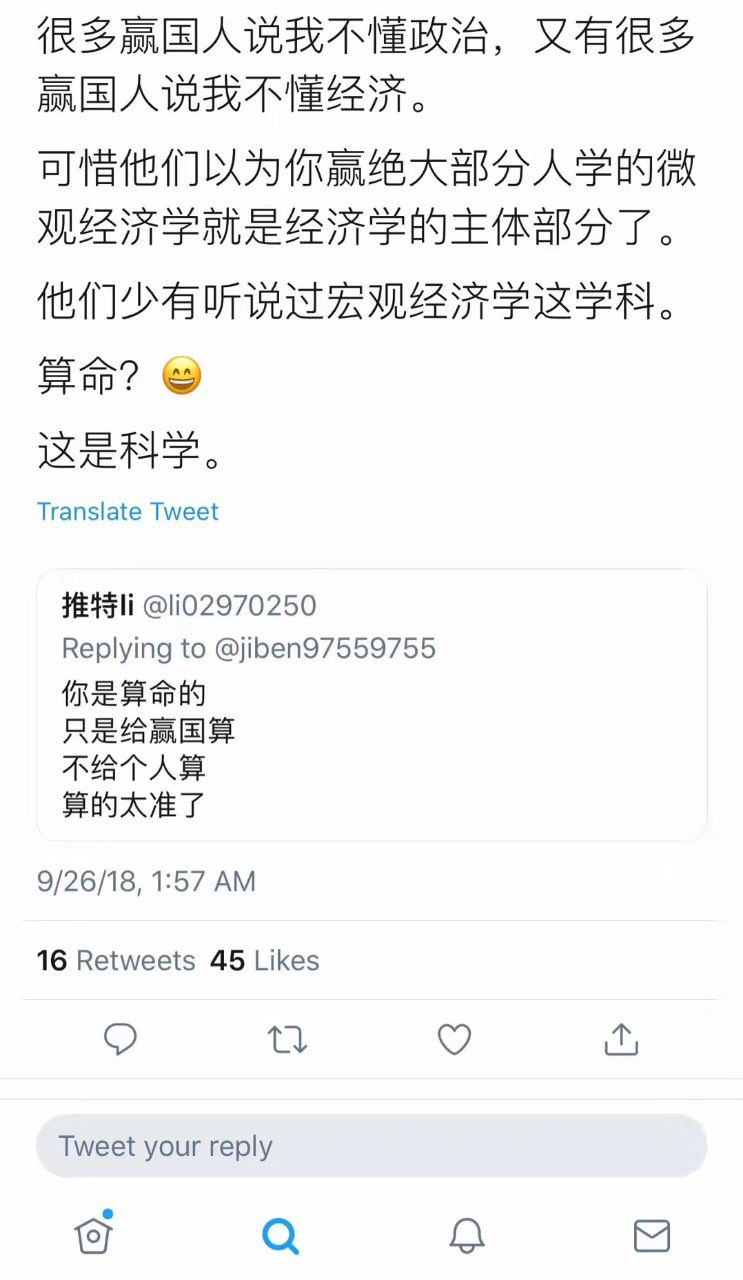 很多赢国人说我不懂政治，又有很多
赢国人说我不懂经济。
可惜他们以为你赢绝大部分人学的微
观经济学就是经济学的主体部分了。
他们少有听说过宏观经济学这学科。
算命？😄
这是科学。
Translate Tweet
推特li @li02970250
Replying to @jiben97559755
你是算命的
只是给赢国算
不给个人算
算的太准了
9/26/18, 1:57 AM
16 Retweets 45 Likes
Tweet your reply